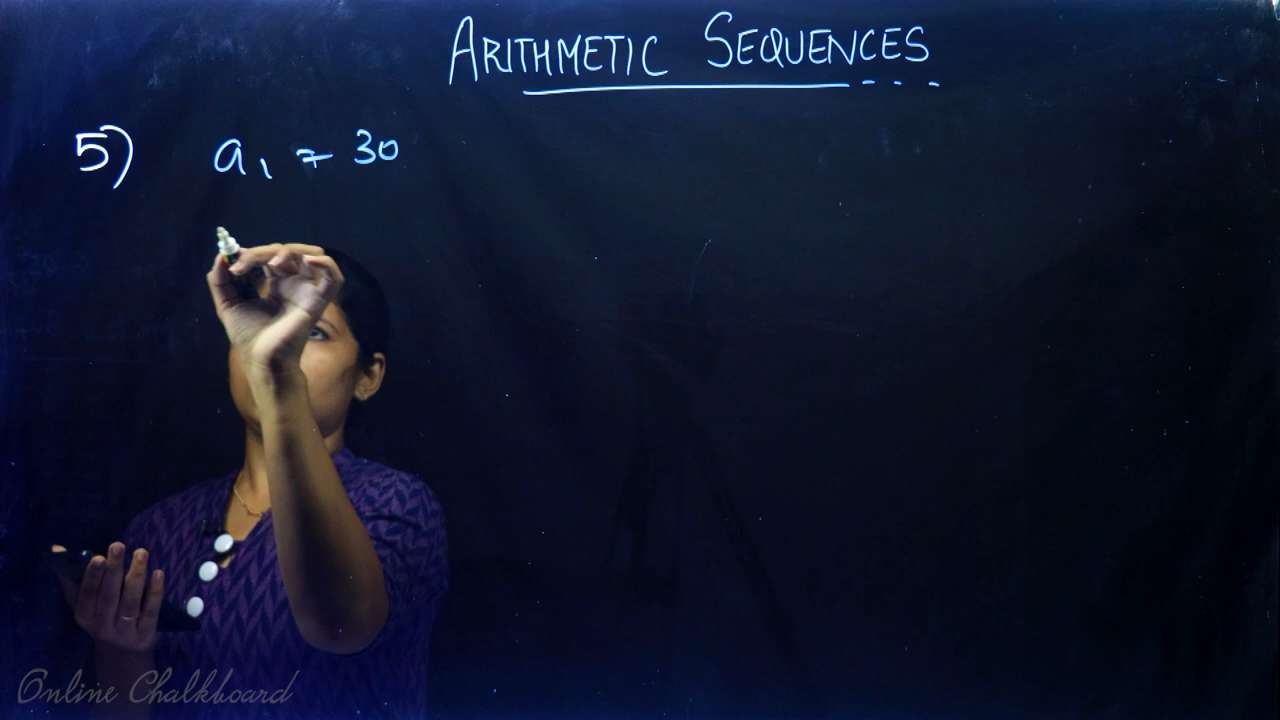 ARITHMETIC SEQUENCES...
5) a₁ = 30
Online Chalkboard